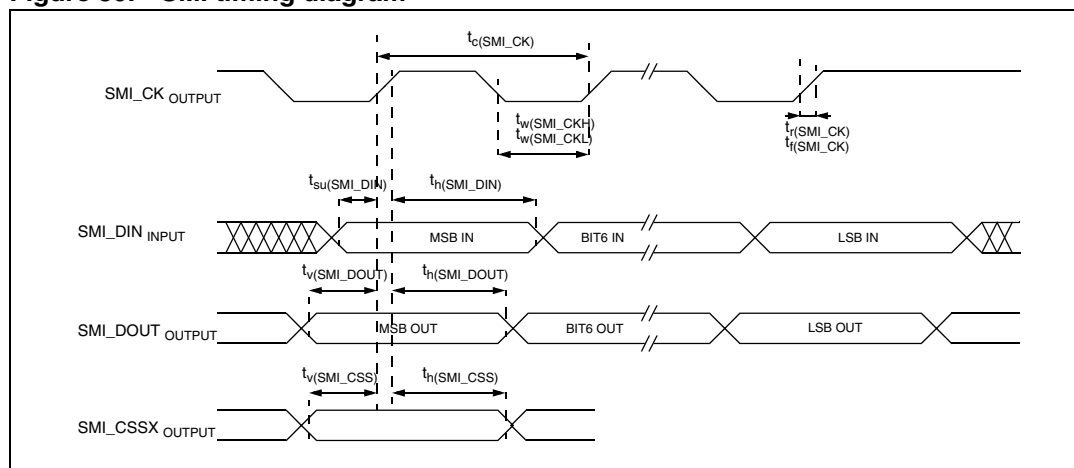 Figure 35. SMI timing diagram
tc(SMI_CK)
SMI_CK OUTPUT
tw(SMI_CKH)
tw(SMI_CKL)
tr(SMI_CK)
tf(SMI_CK)
tsu(SMI_DIN)
th(SMI_DIN)
SMI_DIN INPUT
MSB IN
BIT6 IN
LSB IN
tv(SMI_DOUT)
th(SMI_DOUT)
SMI_DOUT OUTPUT
MSB OUT
BIT6 OUT
LSB OUT
tv(SMI_CSS)
th(SMI_CSS)
SMI_CSSX OUTPUT